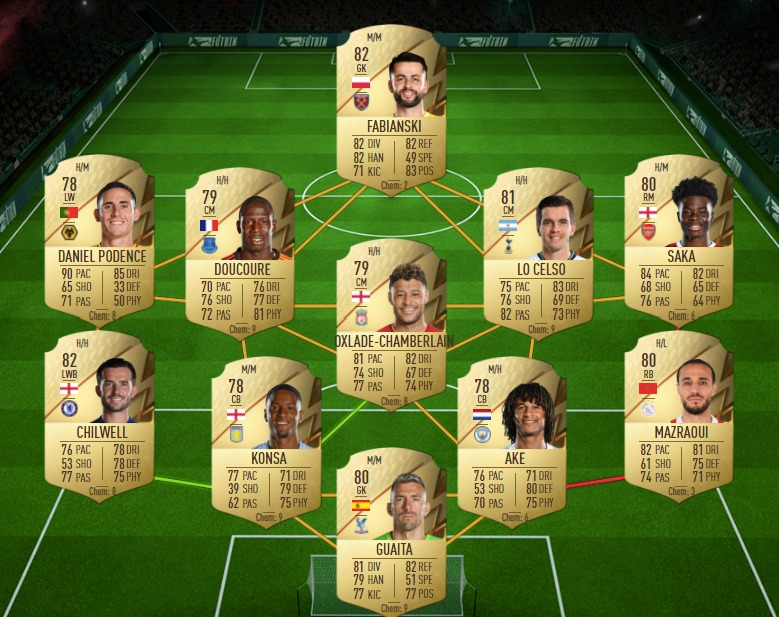 M/M
82
GK
FABIANSKI
82 DIV 82 REF
82 HAN 49 SPE
71 KIC 83 POS
Chem: 2
H/M
78
LW
DANIEL PODENCE
90 PAC 85 DRI
65 SHO 33 DEF
71 PAS 50 PHY
Chem: 8
H/H
79
CM
DOUCOURE
70 PAC 76 DRI
76 SHO 77 DEF
72 PAS 81 PHY
Chem: 9
H/H
79
CM
OXLADE-CHAMBERLAIN
81 PAC 82 DRI
74 SHO 67 DEF
77 PAS 74 PHY
Chem: 8
H/H
81
CM
LO CELSO
75 PAC 83 DRI
76 SHO 69 DEF
82 PAS 73 PHY
Chem: 9
H/M
80
RM
SAKA
84 PAC 82 DRI
68 SHO 65 DEF
76 PAS 64 PHY
Chem: 6
H/H
82
LWB
CHILWELL
76 PAC 78 DRI
53 SHO 78 DEF
77 PAS 75 PHY
Chem: 8
M/M
78
CB
KONSA
77 PAC 71 DRI
39 SHO 79 DEF
62 PAS 75 PHY
Chem: 9
M/M
80
GK
GUAITA
81 DIV 82 REF
79 HAN 51 SPE
77 KIC 77 POS
Chem: 9
M/H
78
CB
AKE
76 PAC 71 DRI
53 SHO 80 DEF
70 PAS 75 PHY
Chem: 6
H/L
80
RB
MAZRAOUI
82 PAC 81 DRI
61 SHO 75 DEF
74 PAS 71 PHY
Chem: 3